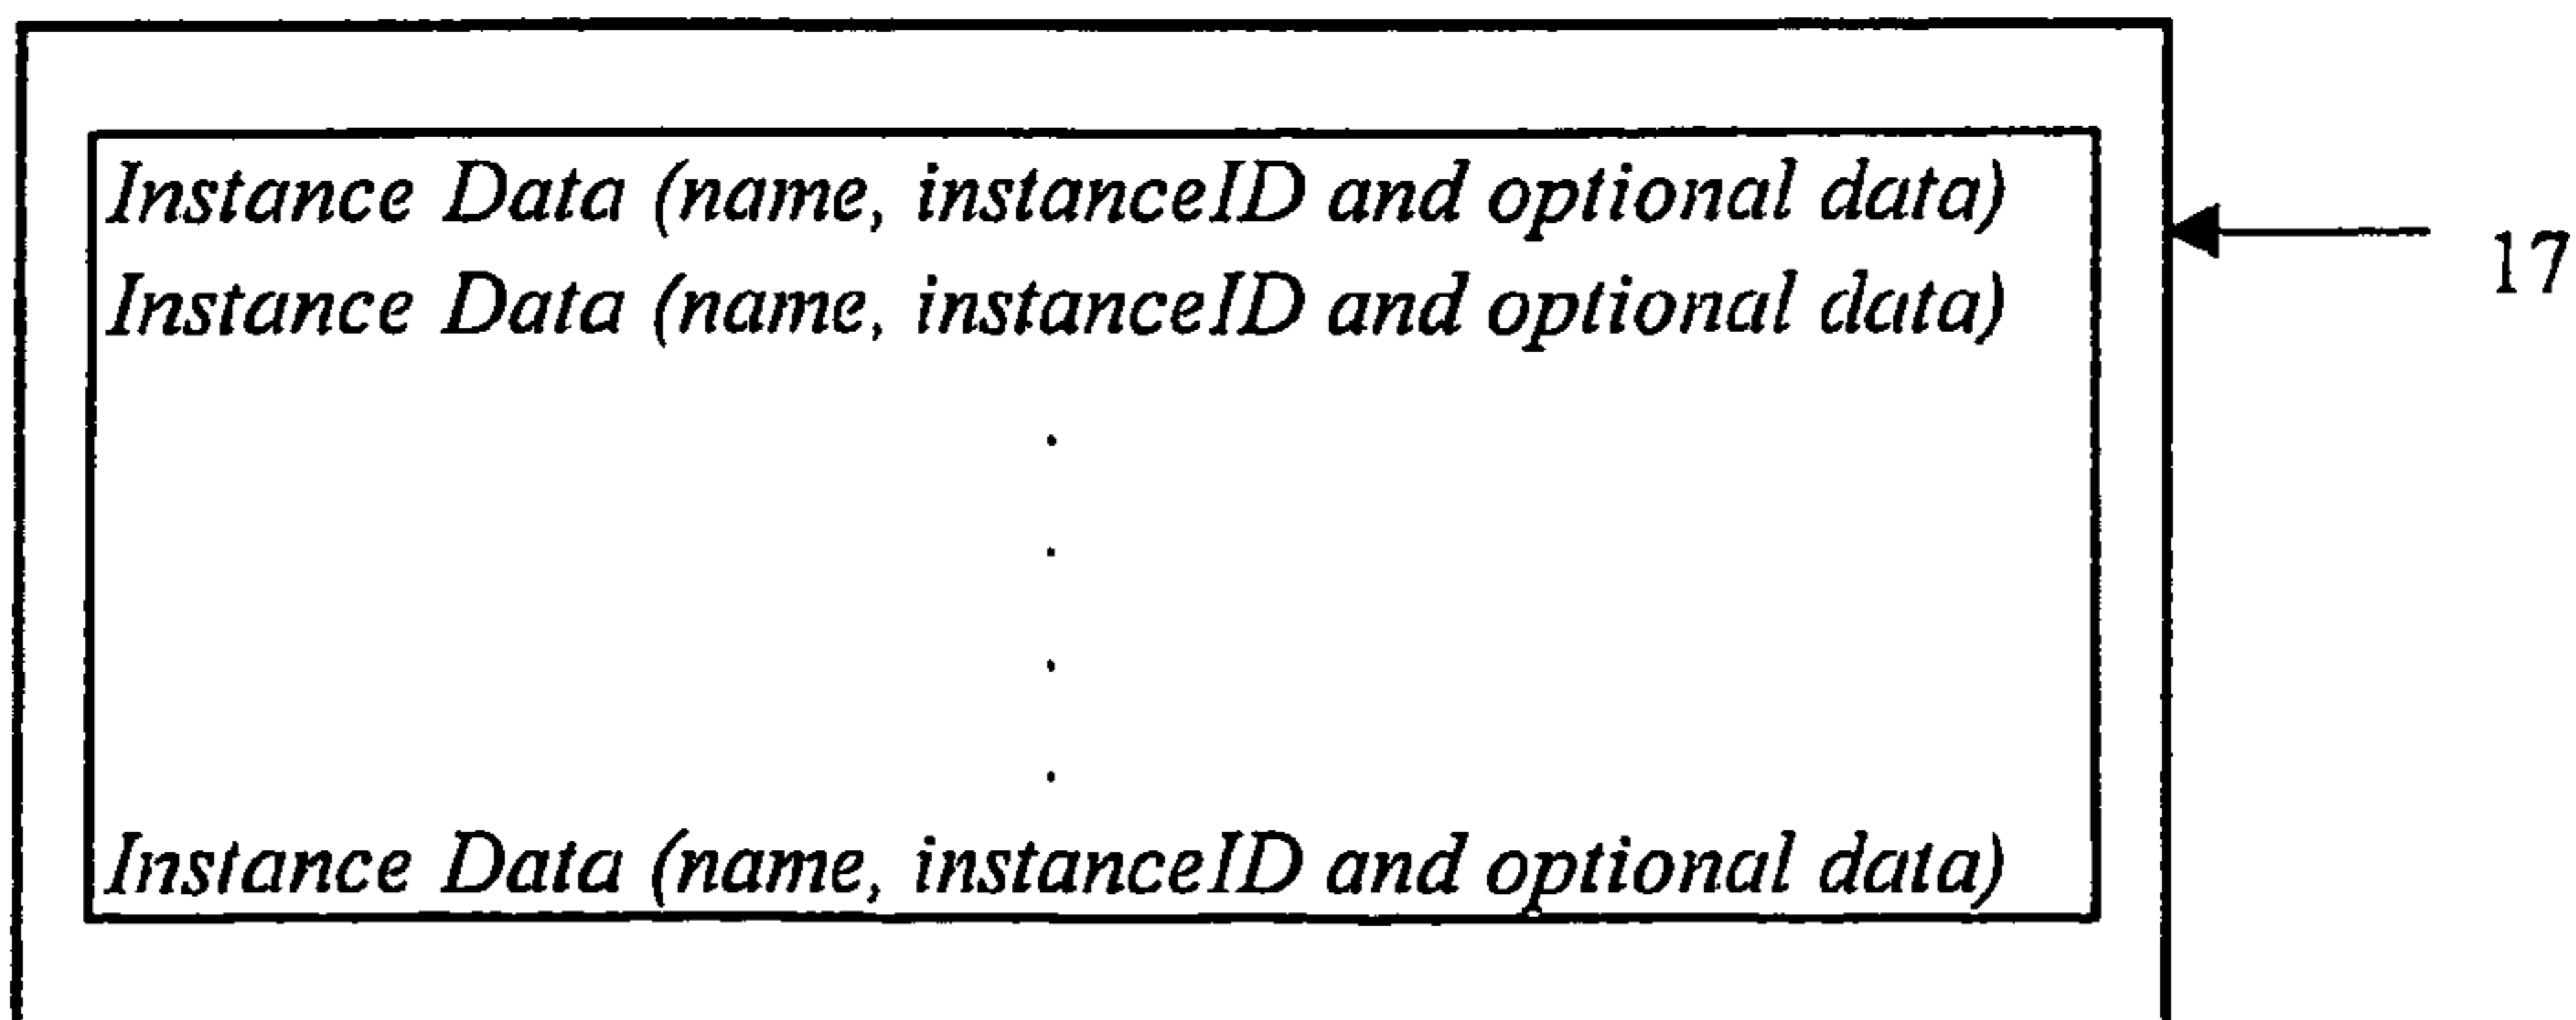 Instance Data (name, instanceID and optional data)
17
Instance Data (name, instanceID and optional data)
.
.
.
.
Instance Data (name, instanceID and optional data)